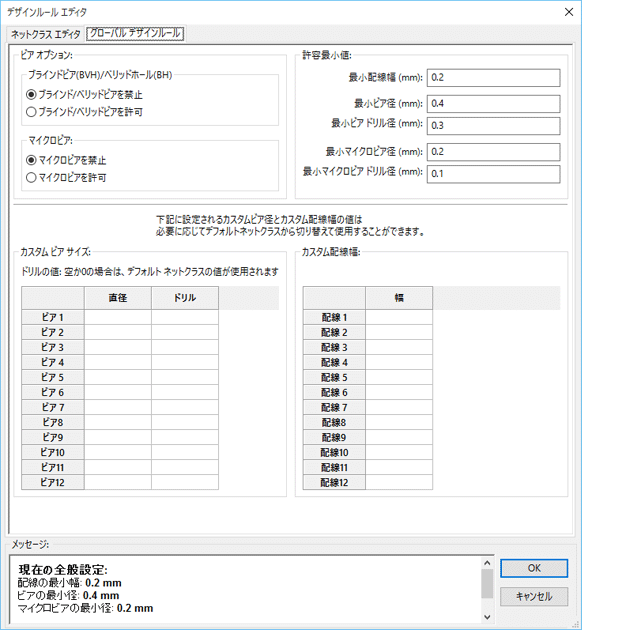 デザインルール エディタ
ネットクラス エディタ
グローバル デザインルール
ビア オプション:
ブラインドビア(BVH)/ベリッドホール(BH)
ブラインド/ベリッドビアを禁止
ブラインド/ベリッドビアを許可
マイクロビア:
マイクロビアを禁止
マイクロビアを許可
許容最小値:
最小配線幅 (mm): 0.2
最小ビア径 (mm): 0.4
最小ビアドリル径 (mm): 0.3
最小マイクロビア径 (mm): 0.2
最小マイクロビアドリル径 (mm): 0.1
下記に設定されるカスタムビア径とカスタム配線幅の値は
必要に応じてデフォルトネットクラスから切り替えて使用することができます。
カスタム ビア サイズ:
ドリルの値: 空か0の場合は、デフォルト ネットクラスの値が使用されます
直径 ドリル
ビア 1
ビア 2
ビア 3
ビア 4
ビア 5
ビア 6
ビア 7
ビア8
ビア9
ビア10
ビア11
ビア12
カスタム配線幅:
幅
配線 1
配線 2
配線 3
配線 4
配線 5
配線 6
配線 7
配線8
配線9
配線10
配線11
配線12
メッセージ:
現在の全般設定:
配線の最小幅: 0.2 mm
ビアの最小径: 0.4 mm
マイクロビアの最小径: 0.2 mm
OK
キャンセル